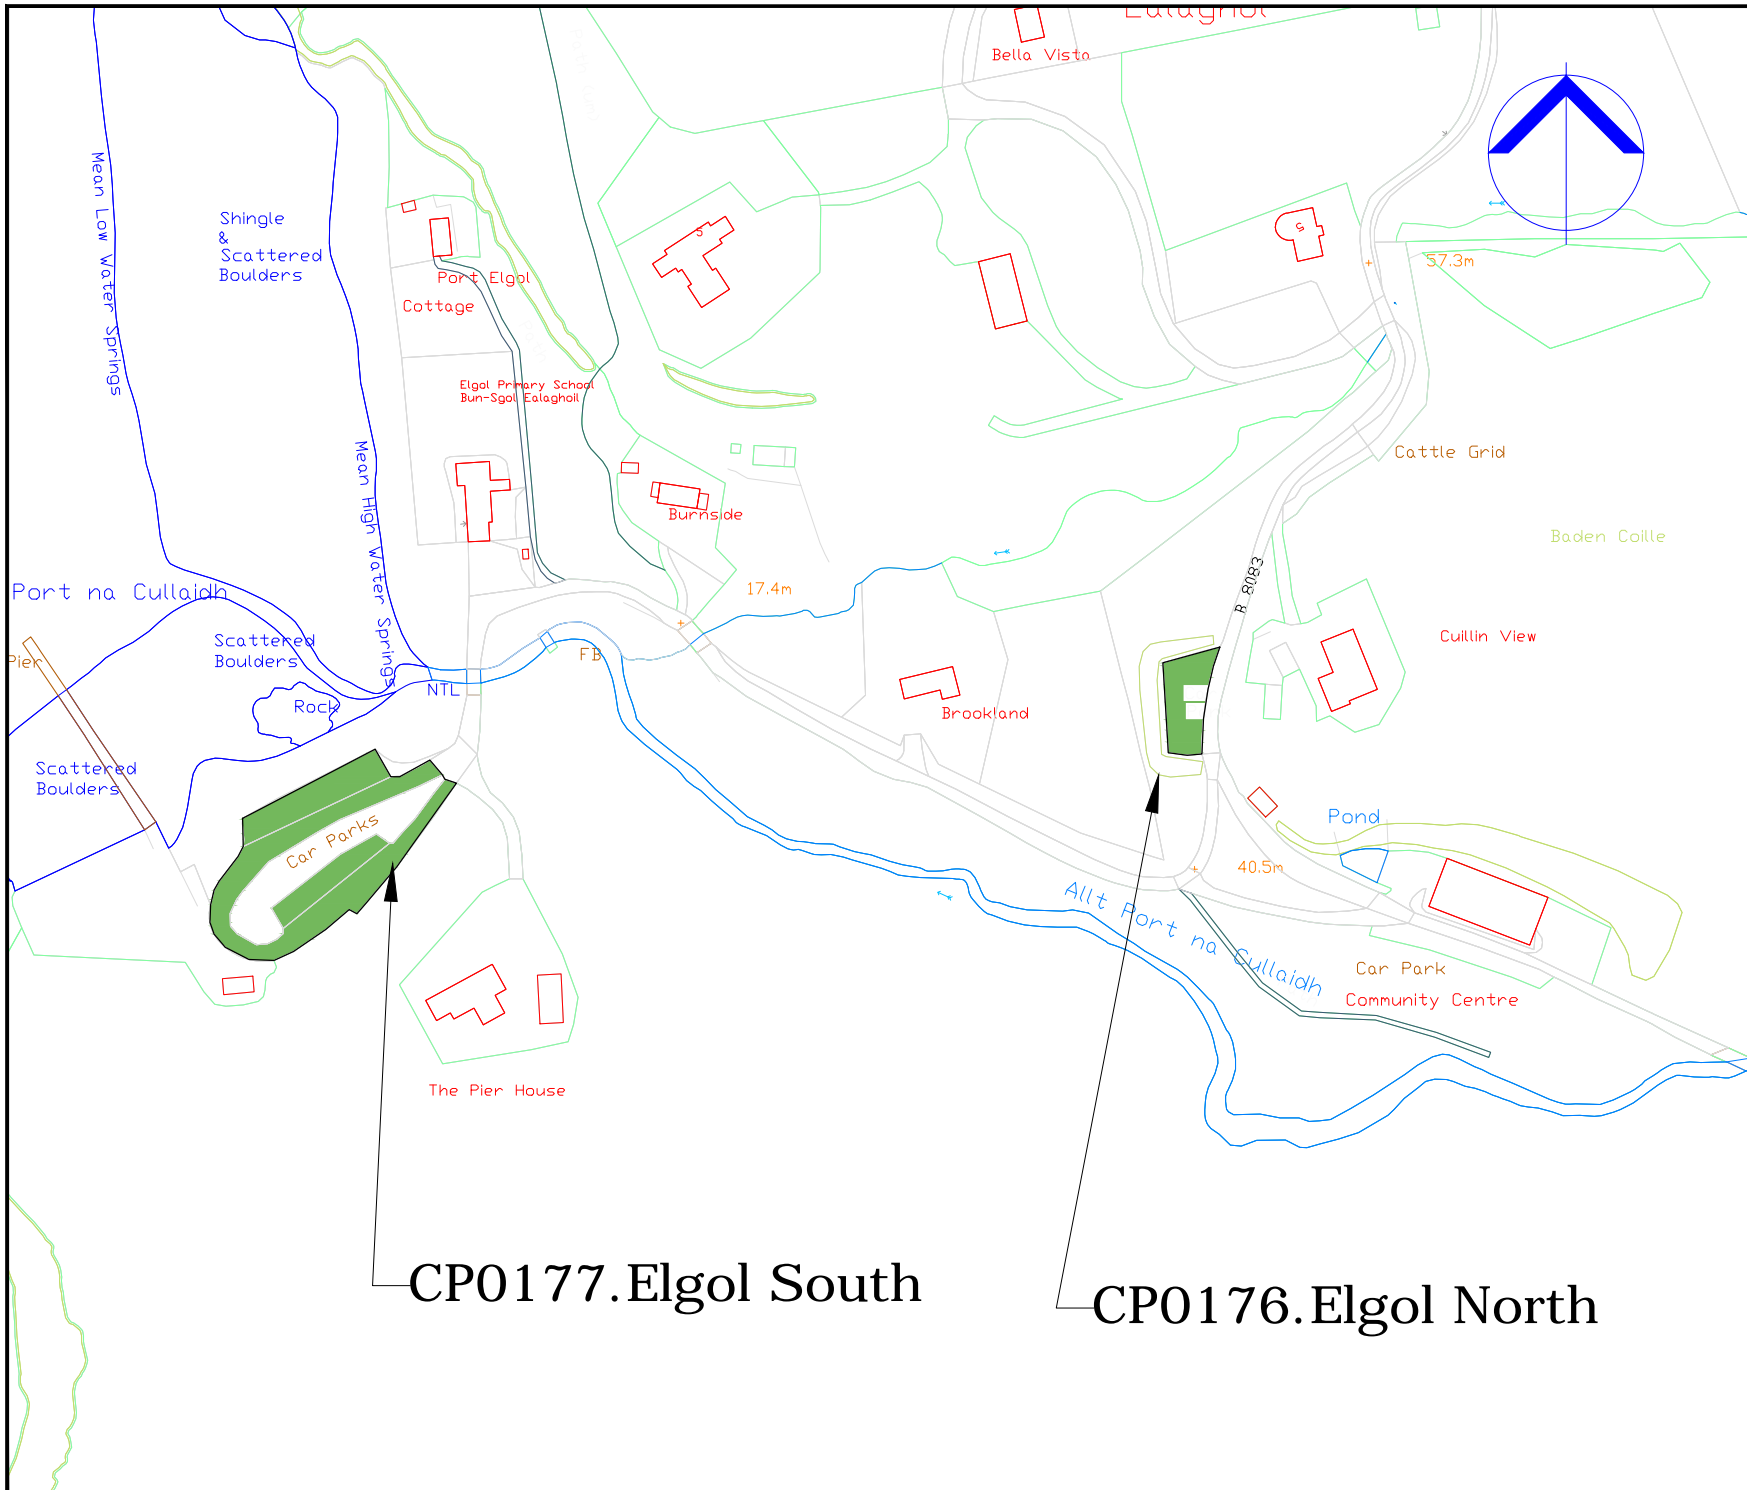 Ealaghol
Bella Vista
Mean Low Water Springs
Shingle
&
Scattered
Boulders
5
5
57.3m
Port Elgol
Cottage
Elgol Primary School
Bun-Sgoil Ealaghoil
Mean High Water Springs
Burnside
Cattle Grid
Baden Coille
B 8083
Port na Cullaidh
17.4m
Scattered
Boulders
Pier
FB
Cuillin View
NTL
Rock
Brookland
Scattered
Boulders
Car Parks
Pond
40.5m
Allt Port na Cullaidh
Car Park
Community Centre
The Pier House
CP0177.Elgol South
CP0176.Elgol North